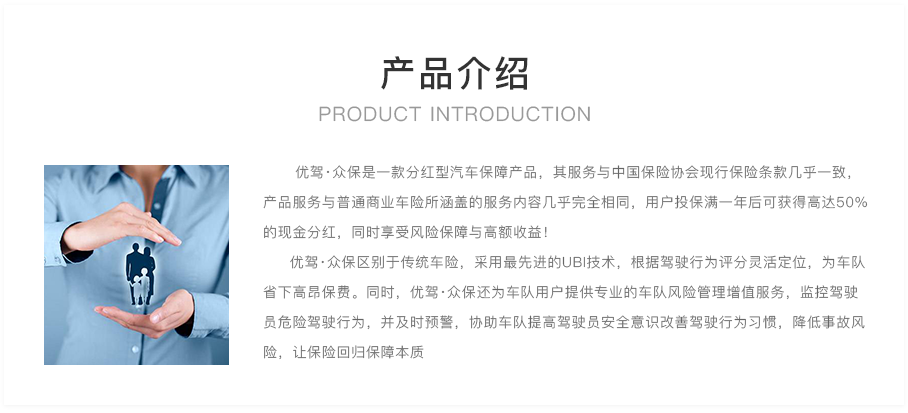 产品介绍
PRODUCT INTRODUCTION
优驾·众保是一款分红型汽车保障产品，其服务与中国保险协会现行保险条款几乎一致，
产品服务与普通商业车险所涵盖的服务内容几乎完全相同，用户投保满一年后可获得高达50%
的现金分红，同时享受风险保障与高额收益！
优驾·众保区别于传统车险，采用最先进的UBI技术，根据驾驶行为评分灵活定位，为车队
省下高昂保费。同时，优驾·众保还为车队用户提供专业的车队风险管理增值服务，监控驾驶
员危险驾驶行为，并及时预警，协助车队提高驾驶员安全意识改善驾驶行为习惯，降低事故风
险，让保险回归保障本质